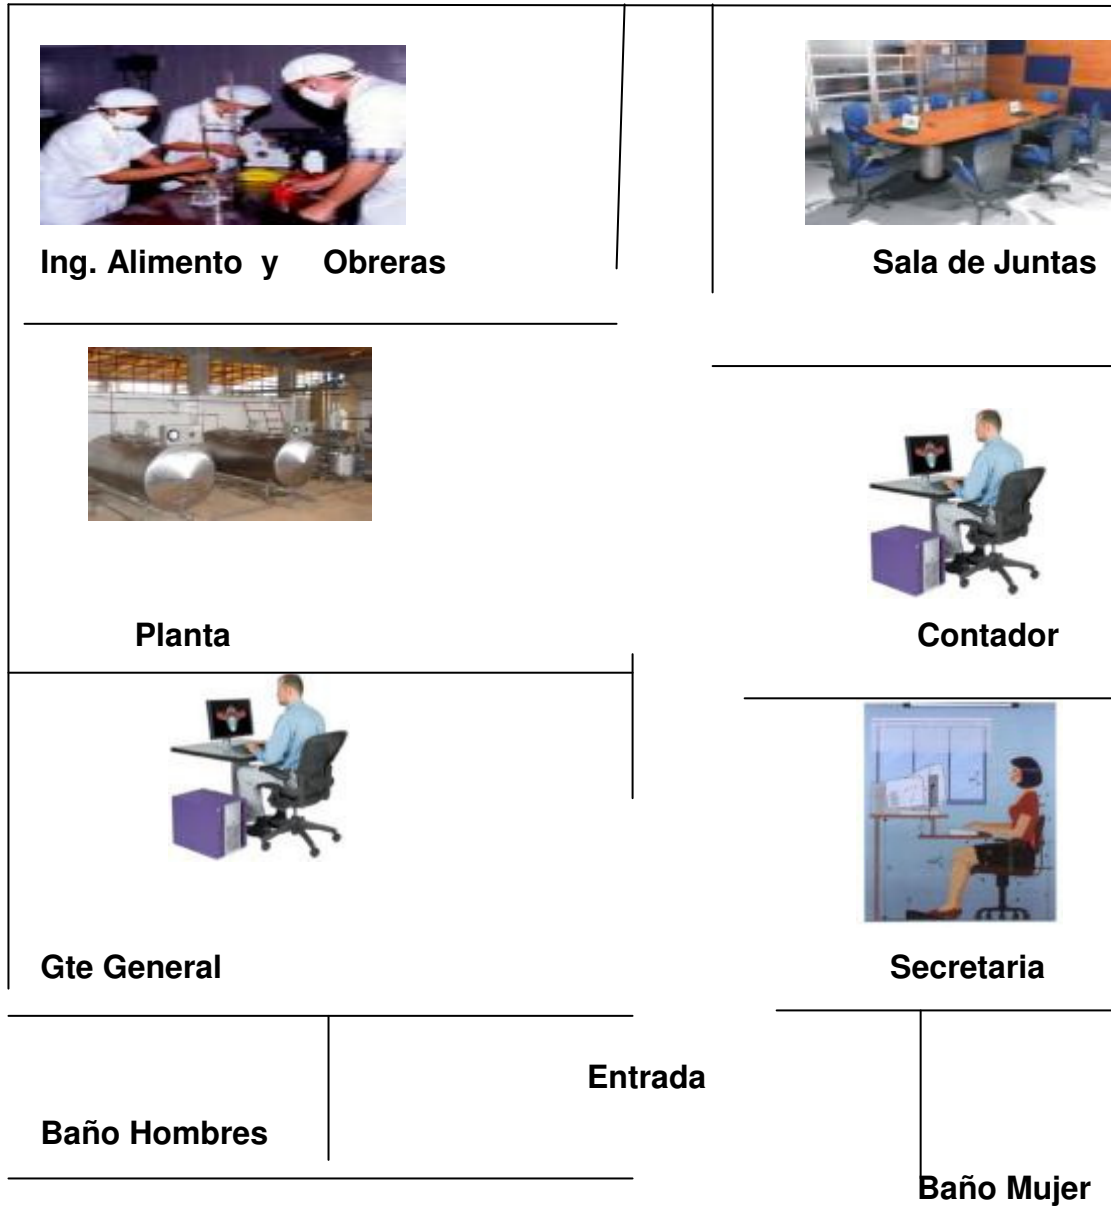 Ing. Alimento y Obreras
Sala de Juntas
Planta
Contador
Gte General
Secretaria
Entrada
Baño Hombres
Baño Mujer